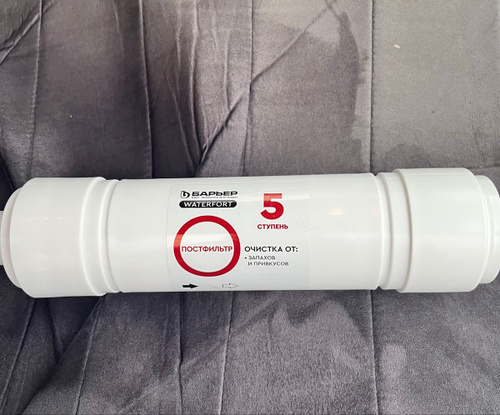 БАРЬЕР
WATERFORT
5
СТУПЕНЬ
ПОСТФИЛЬТР
ОЧИСТКА ОТ:
• ЗАПАХОВ
И ПРИВКУСОВ